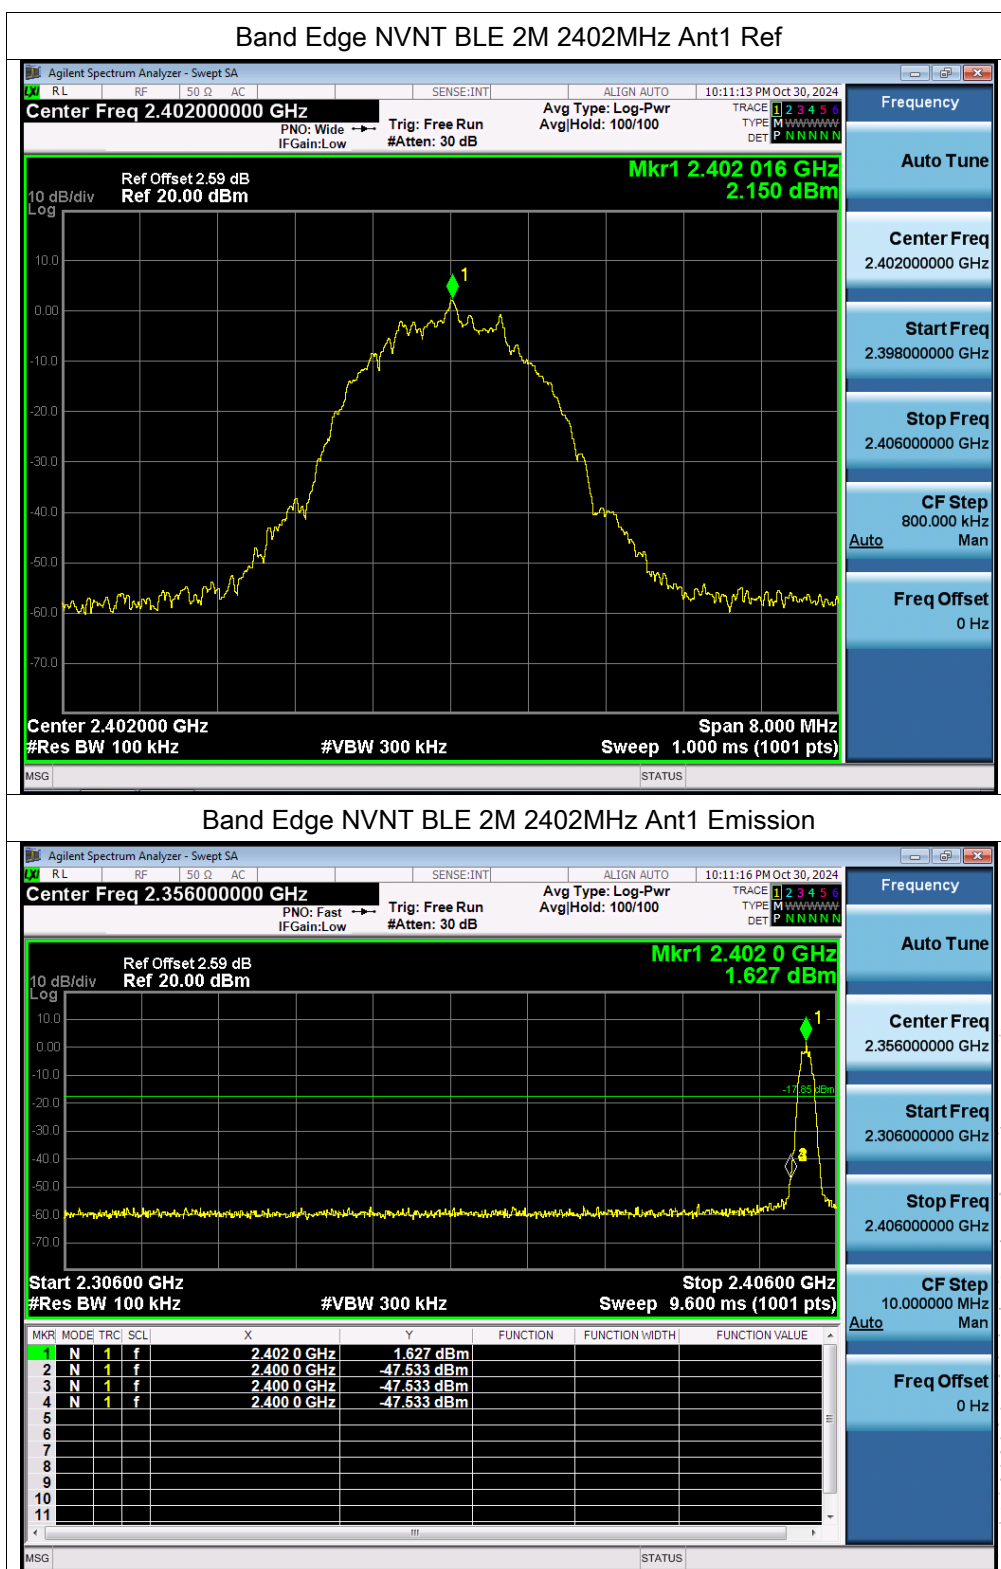 Band Edge NVNT BLE 2M 2402MHz Ant1 Ref
Agilent Spectrum Analyzer - Swept SA
LXI RL RF 50 Ω AC SENSE:INT ALIGN AUTO 10:11:13 PM Oct 30, 2024
Center Freq 2.402000000 GHz
PNO: Wide
IFGain:Low
Trig: Free Run
#Atten: 30 dB
Avg Type: Log-Pwr
Avg|Hold: 100/100
TRACE 1 2 3 4 5 6
TYPE M WWWWW
DET P N N N N N
Frequency
Auto Tune
Center Freq
2.402000000 GHz
Start Freq
2.398000000 GHz
Stop Freq
2.406000000 GHz
CF Step
800.000 kHz
Auto Man
Freq Offset
0 Hz
Mkr1 2.402 016 GHz
2.150 dBm
Ref Offset 2.59 dB
10 dB/div Ref 20.00 dBm
Log
10.0
0.00
-10.0
-20.0
-30.0
-40.0
-50.0
-60.0
-70.0
1
Center 2.402000 GHz Span 8.000 MHz
#Res BW 100 kHz #VBW 300 kHz Sweep 1.000 ms (1001 pts)
MSG STATUS
Band Edge NVNT BLE 2M 2402MHz Ant1 Emission
Agilent Spectrum Analyzer - Swept SA
LXI RL RF 50 Ω AC SENSE:INT ALIGN AUTO 10:11:16 PM Oct 30, 2024
Center Freq 2.356000000 GHz
PNO: Fast
IFGain:Low
Trig: Free Run
#Atten: 30 dB
Avg Type: Log-Pwr
Avg|Hold: 100/100
TRACE 1 2 3 4 5 6
TYPE M WWWWW
DET P N N N N N
Frequency
Auto Tune
Center Freq
2.356000000 GHz
Start Freq
2.306000000 GHz
Stop Freq
2.406000000 GHz
CF Step
10.000000 MHz
Auto Man
Freq Offset
0 Hz
Mkr1 2.402 0 GHz
1.627 dBm
Ref Offset 2.59 dB
10 dB/div Ref 20.00 dBm
Log
10.0
0.00
-10.0
-20.0
-30.0
-40.0
-50.0
-60.0
-70.0
1
-17.85 dBm
Start 2.30600 GHz Stop 2.40600 GHz
#Res BW 100 kHz #VBW 300 kHz Sweep 9.600 ms (1001 pts)
MKR MODE TRC SCL X Y FUNCTION FUNCTION WIDTH FUNCTION VALUE
1 N 1 f 2.402 0 GHz 1.627 dBm
2 N 1 f 2.400 0 GHz -47.533 dBm
3 N 1 f 2.400 0 GHz -47.533 dBm
4 N 1 f 2.400 0 GHz -47.533 dBm
5
6
7
8
9
10
11
MSG STATUS